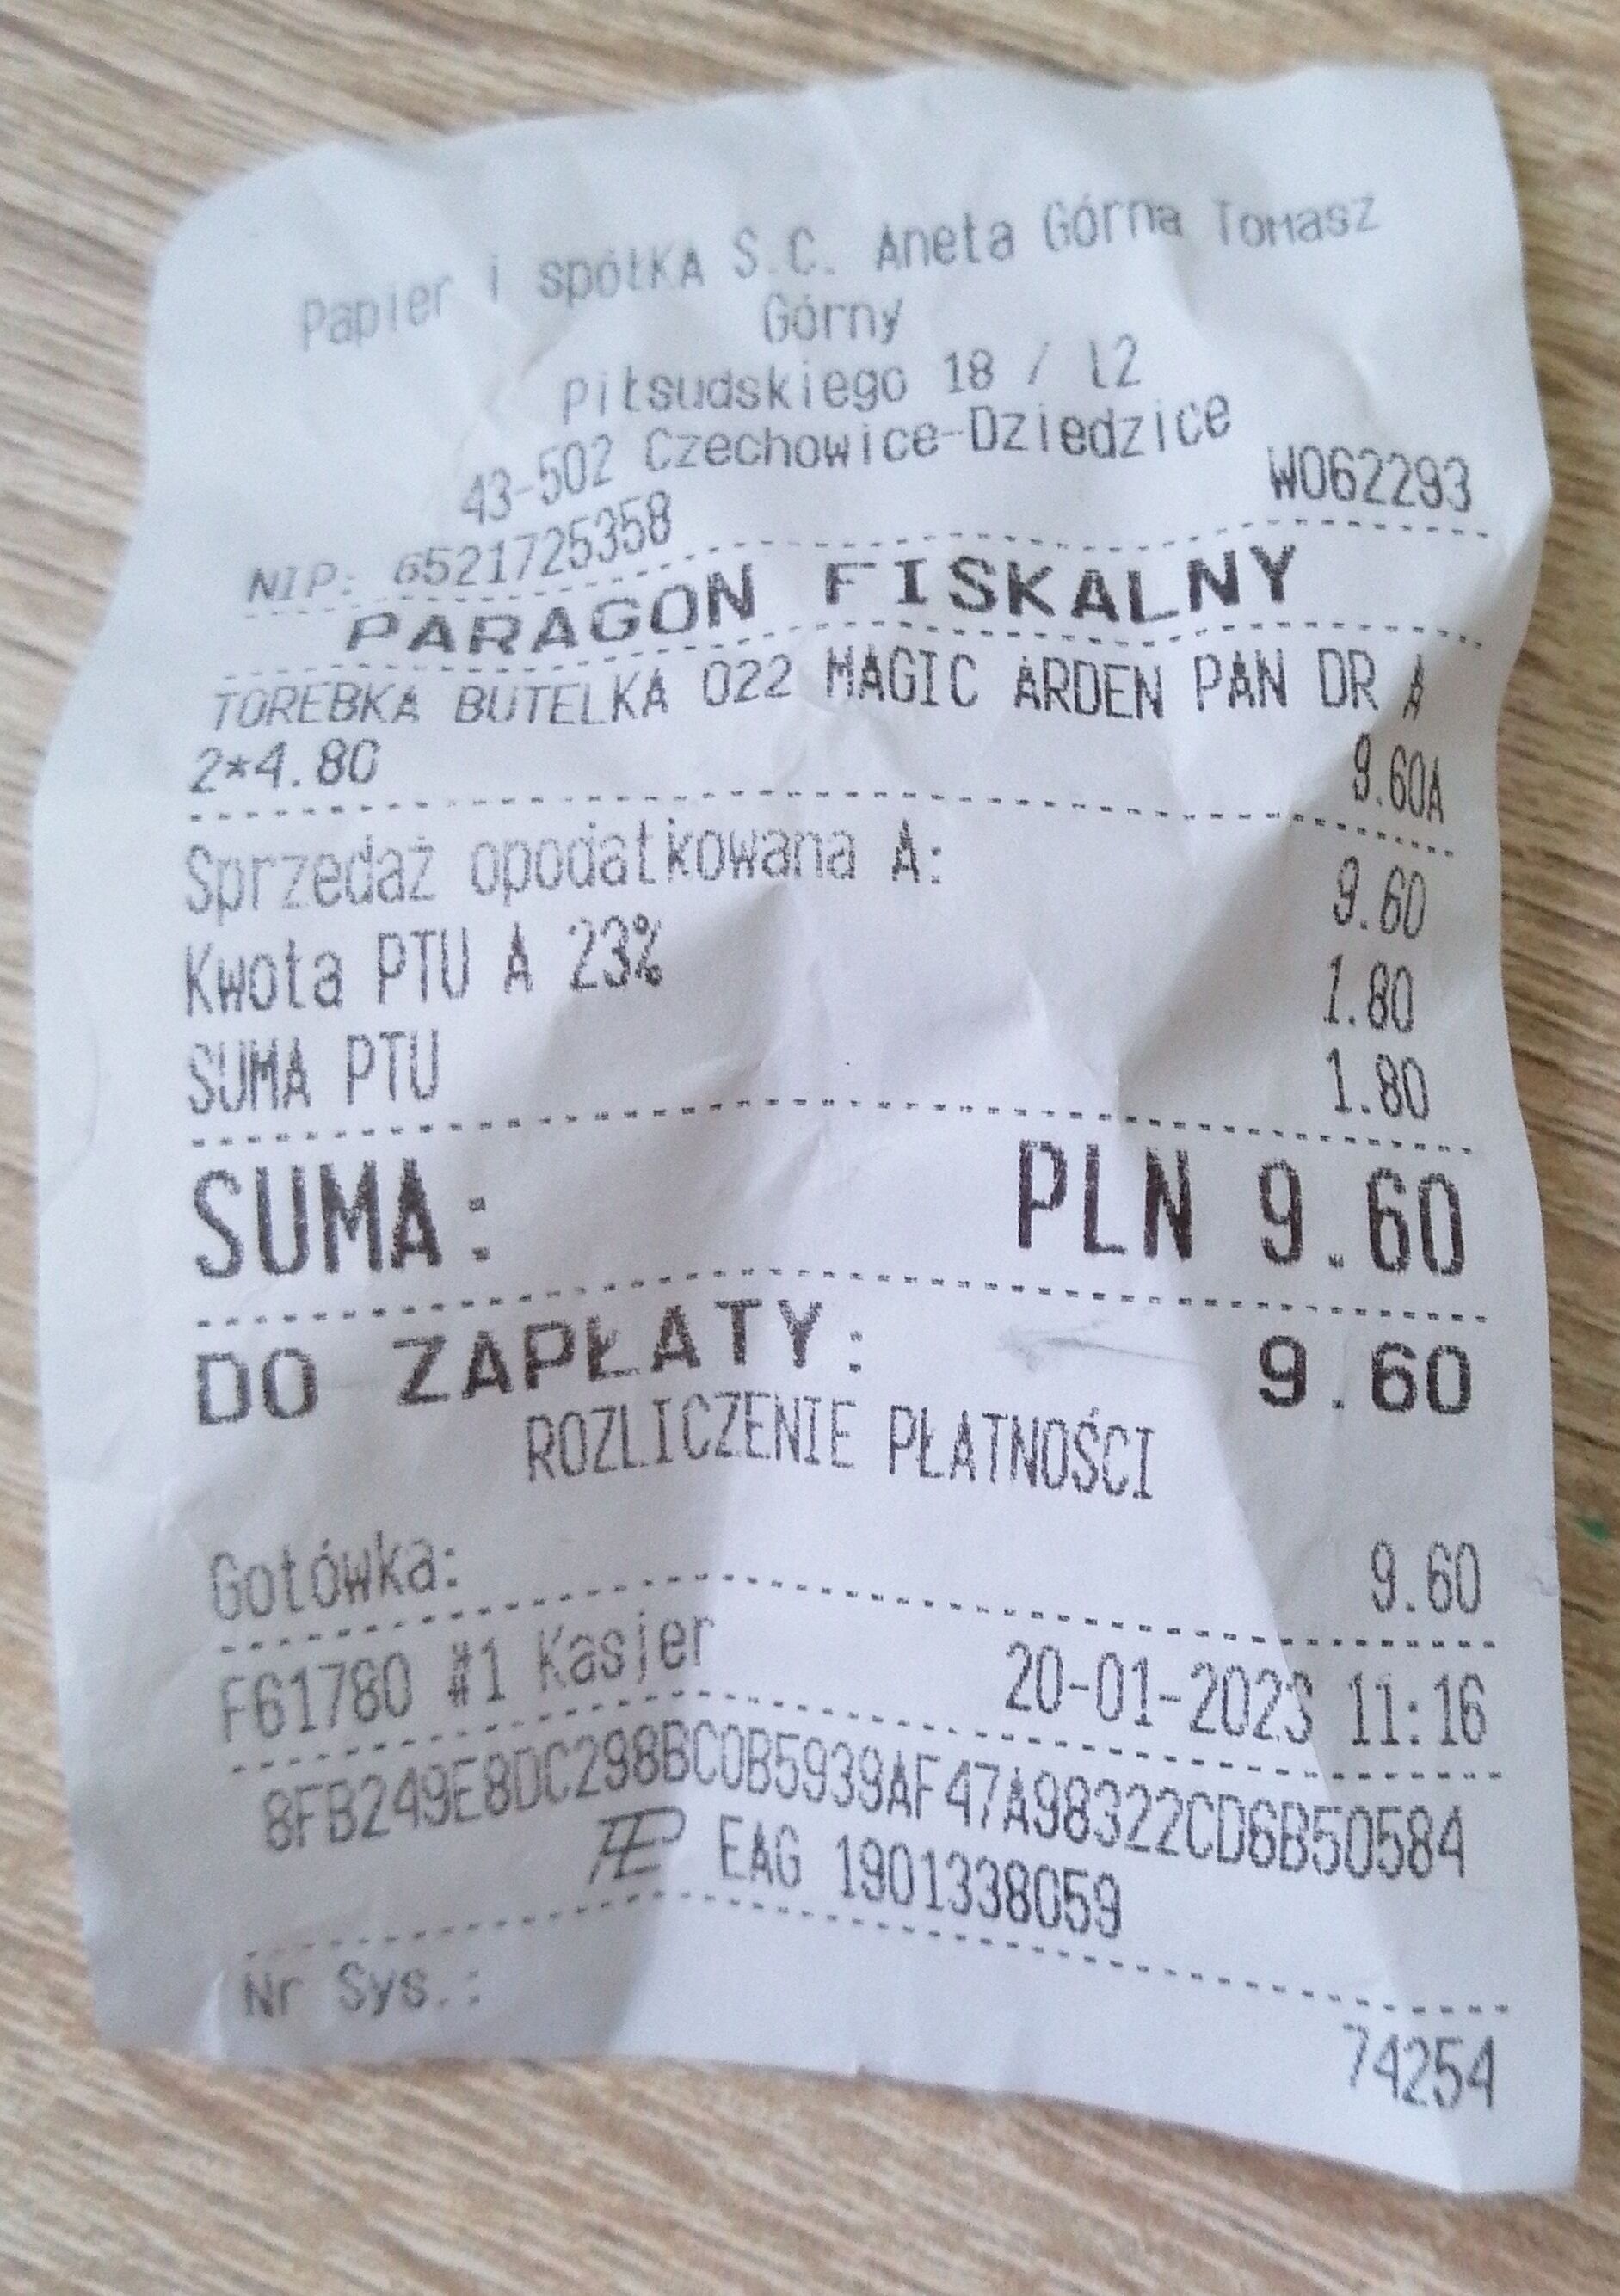 Papier i spółKA S.C. Aneta Górna Tomasz
Górny
Piłsudskiego 18 / l2
43-502 Czechowice-Dziedzice
NIP: 6521725358 W062293
PARAGON FISKALNY
TOREBKA BUTELKA 022 MAGIC ARDEN PAN DR A
2*4.80 9.60A
Sprzedaż opodatkowana A: 9.60
Kwota PTU A 23% 1.80
SUMA PTU 1.80
SUMA: PLN 9.60
DO ZAPŁATY: 9.60
ROZLICZENIE PŁATNOŚCI
Gotówka: 9.60
F61780 #1 Kasjer 20-01-2023 11:16
8FB249E8DC298BC0B5939AF47A98322CD6B50584
EAG 1901338059
Nr Sys.: 74254